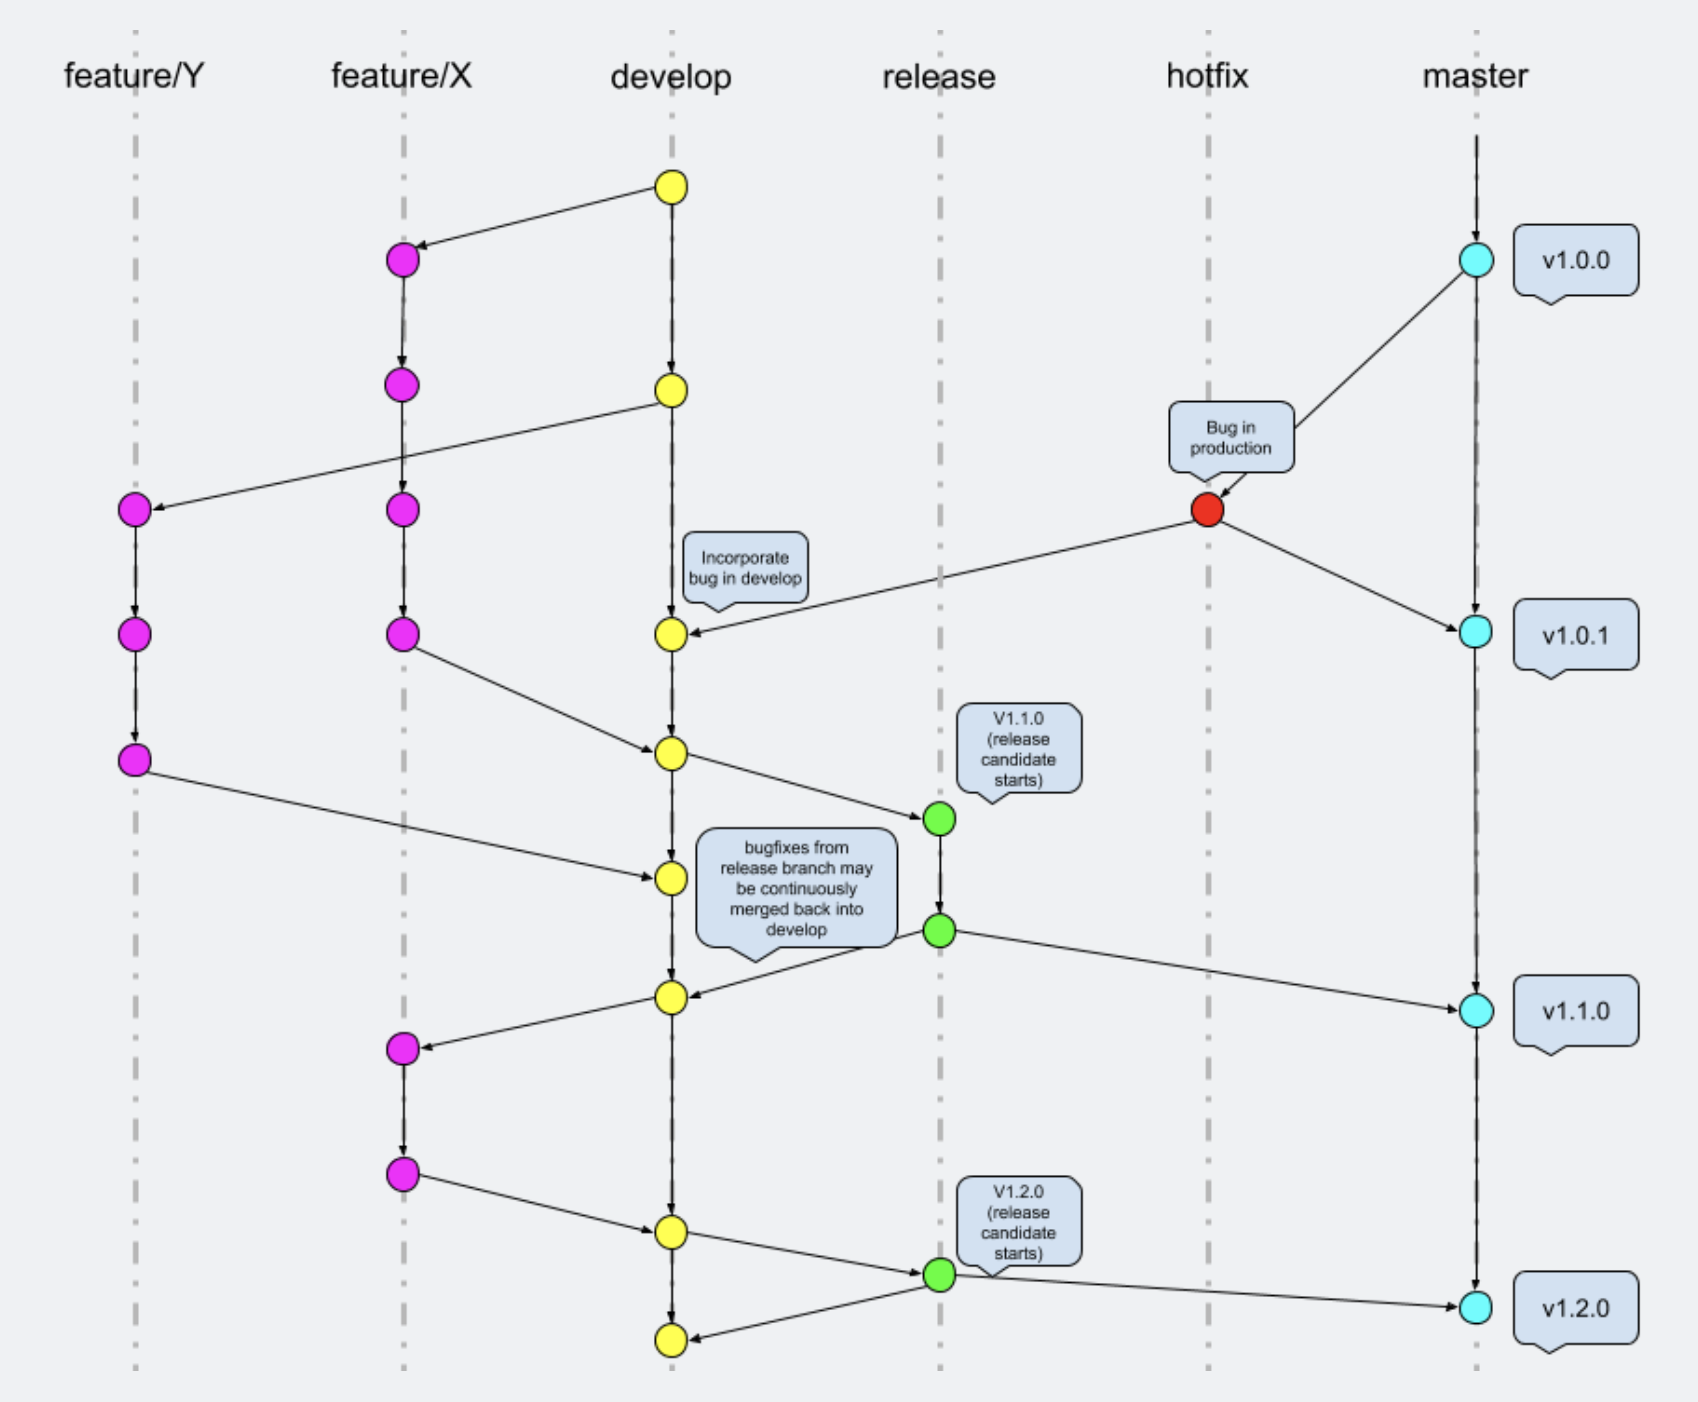 feature/Y
feature/X
develop
release
hotfix
master
v1.0.0
Bug in
production
Incorporate
bug in develop
v1.0.1
V1.1.0
(release
candidate
starts)
bugfixes from
release branch may
be continuously
merged back into
develop
v1.1.0
V1.2.0
(release
candidate
starts)
v1.2.0